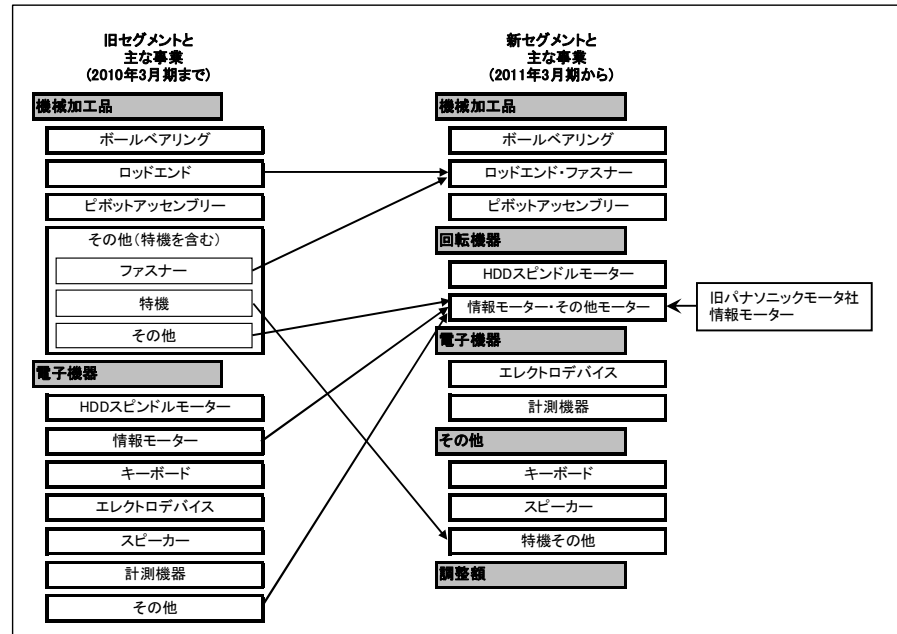 旧セグメントと
主な事業
(2010年3月期まで)
機械加工品
ボールベアリング
ロッドエンド
ピボットアッセンブリー
その他(特機を含む)
ファスナー
特機
その他
電子機器
HDDスピンドルモーター
情報モーター
キーボード
エレクトロデバイス
スピーカー
計測機器
その他
新セグメントと
主な事業
(2011年3月期から)
機械加工品
ボールベアリング
ロッドエンド・ファスナー
ピボットアッセンブリー
回転機器
HDDスピンドルモーター
情報モーター・その他モーター
電子機器
エレクトロデバイス
計測機器
その他
キーボード
スピーカー
特機その他
調整額
旧パナソニックモータ社
情報モーター